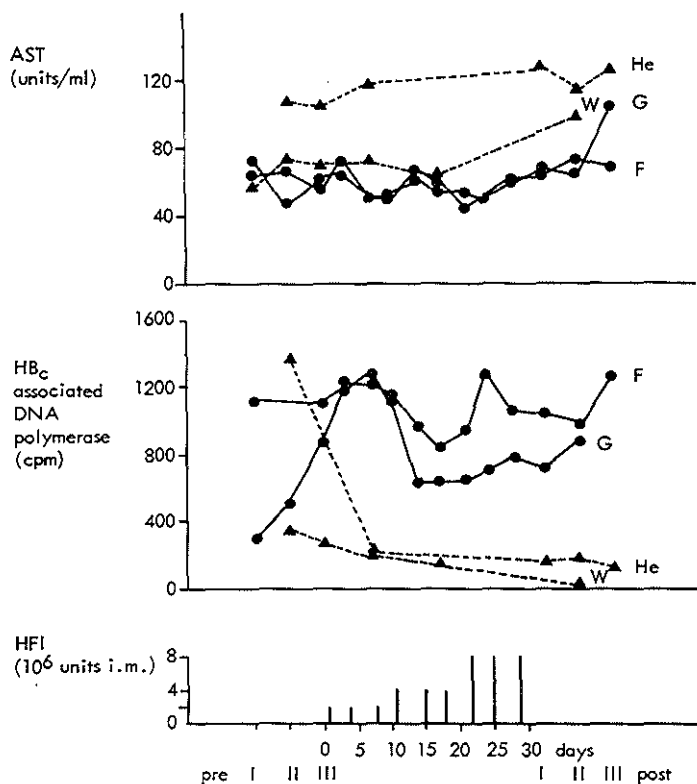 AST
(units/ml)
120
80
40
0
He
W
G
F
HBc
associated
DNA
polymerase
(cpm)
1600
1200
800
400
0
F
G
He
W
HFI
(10⁶ units i.m.)
8
4
0
0 5 10 15 20 25 30 days
pre I II III I II III post